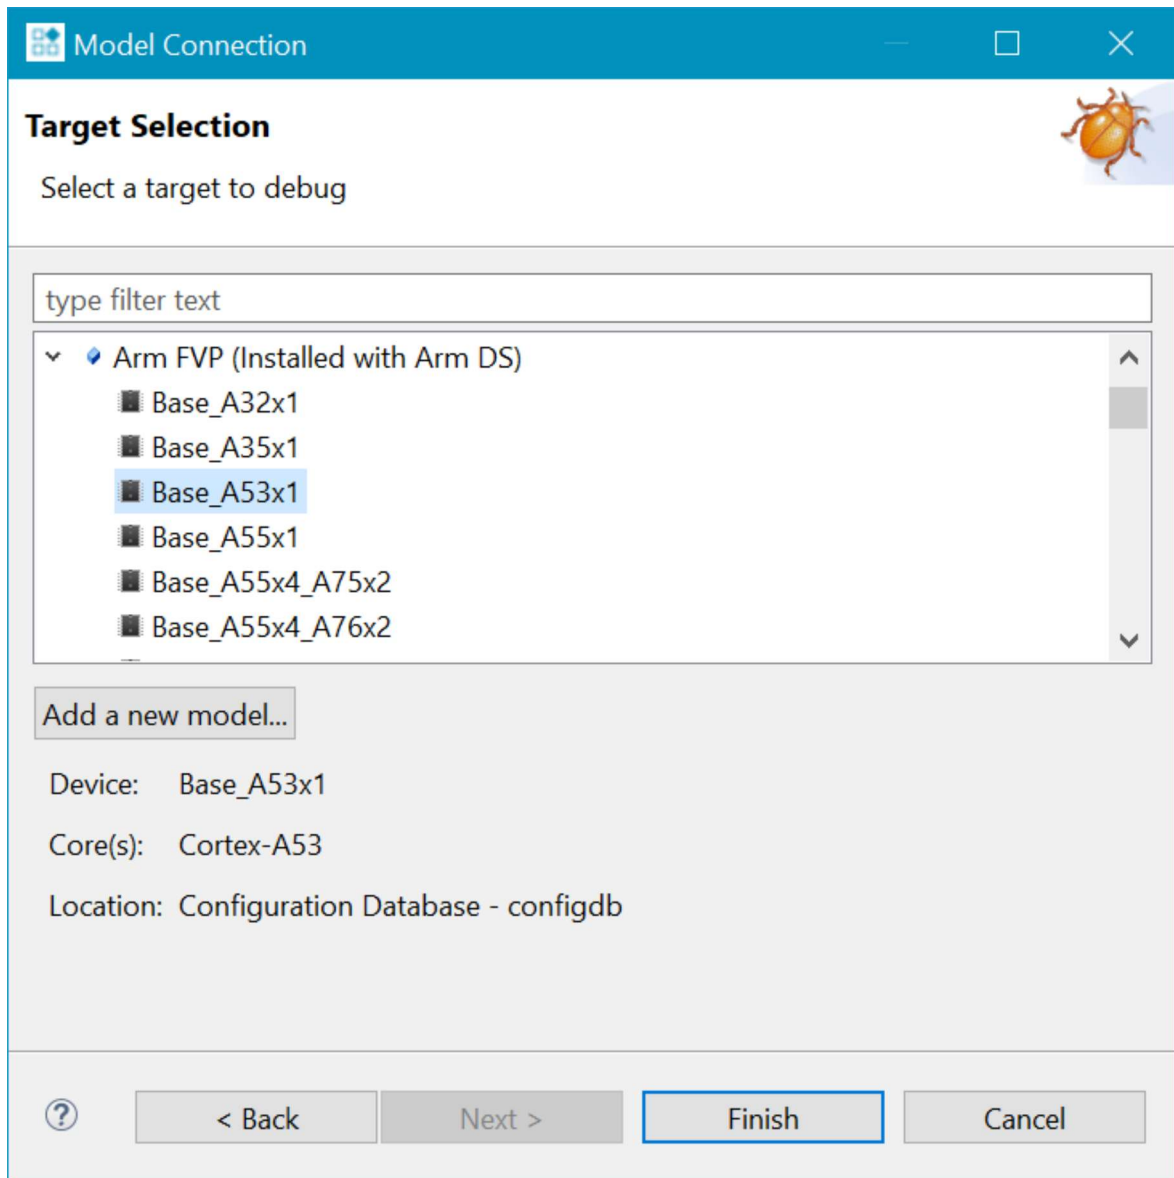 Model Connection
Target Selection
Select a target to debug
type filter text
Arm FVP (Installed with Arm DS)
Base_A32x1
Base_A35x1
Base_A53x1
Base_A55x1
Base_A55x4_A75x2
Base_A55x4_A76x2
Add a new model...
Device: Base_A53x1
Core(s): Cortex-A53
Location: Configuration Database - configdb
? < Back Next > Finish Cancel